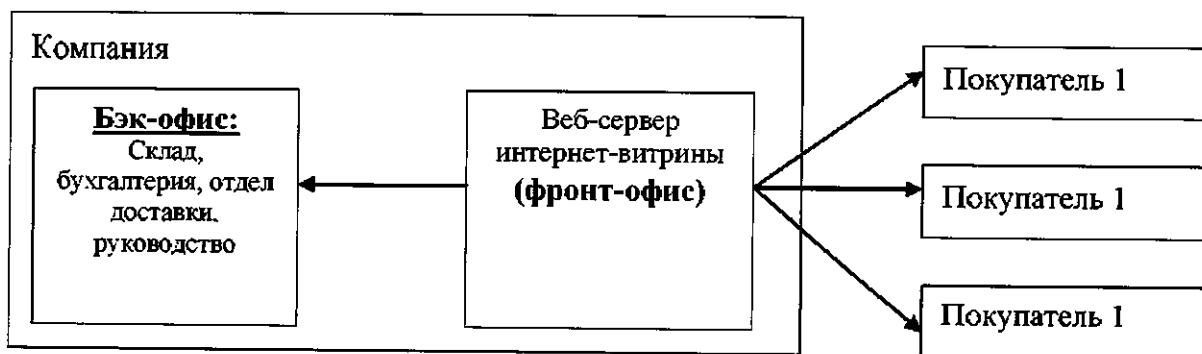 Компания
Бэк-офис:
Склад,
бухгалтерия, отдел
доставки,
руководство
Веб-сервер
интернет-витрины
(фронт-офис)
Покупатель 1
Покупатель 1
Покупатель 1